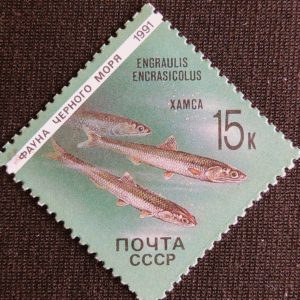 ФАУНА ЧЕРНОГО МОРЯ 1991
ENGRAULIS
ENCRASICOLUS
ХАМСА
15К
ПОЧТА
СССР